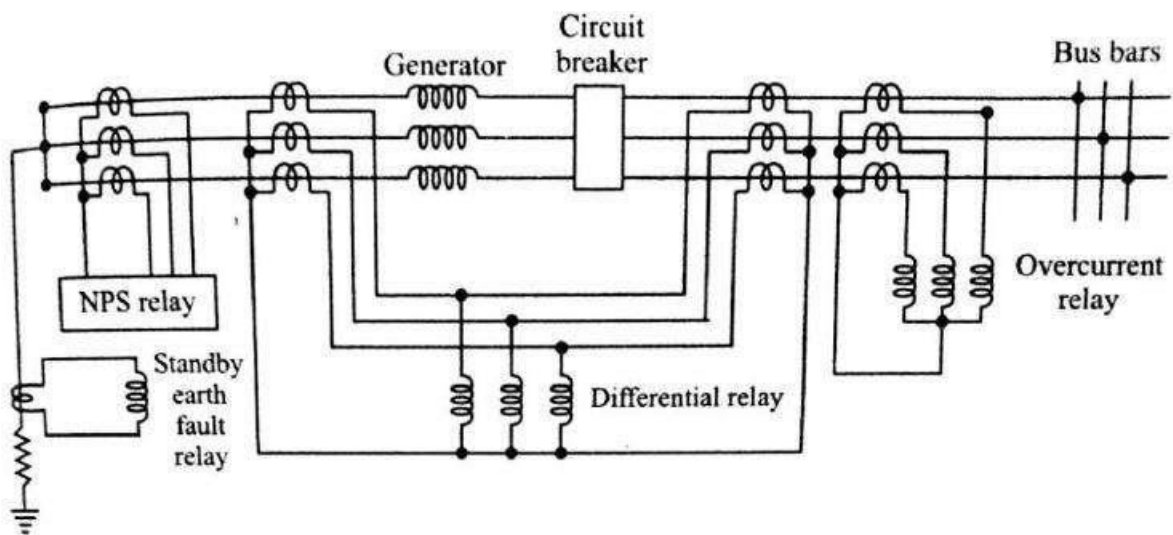 Circuit
breaker
Generator
Bus bars
NPS relay
Overcurrent
relay
Standby
earth
fault
relay
Differential relay